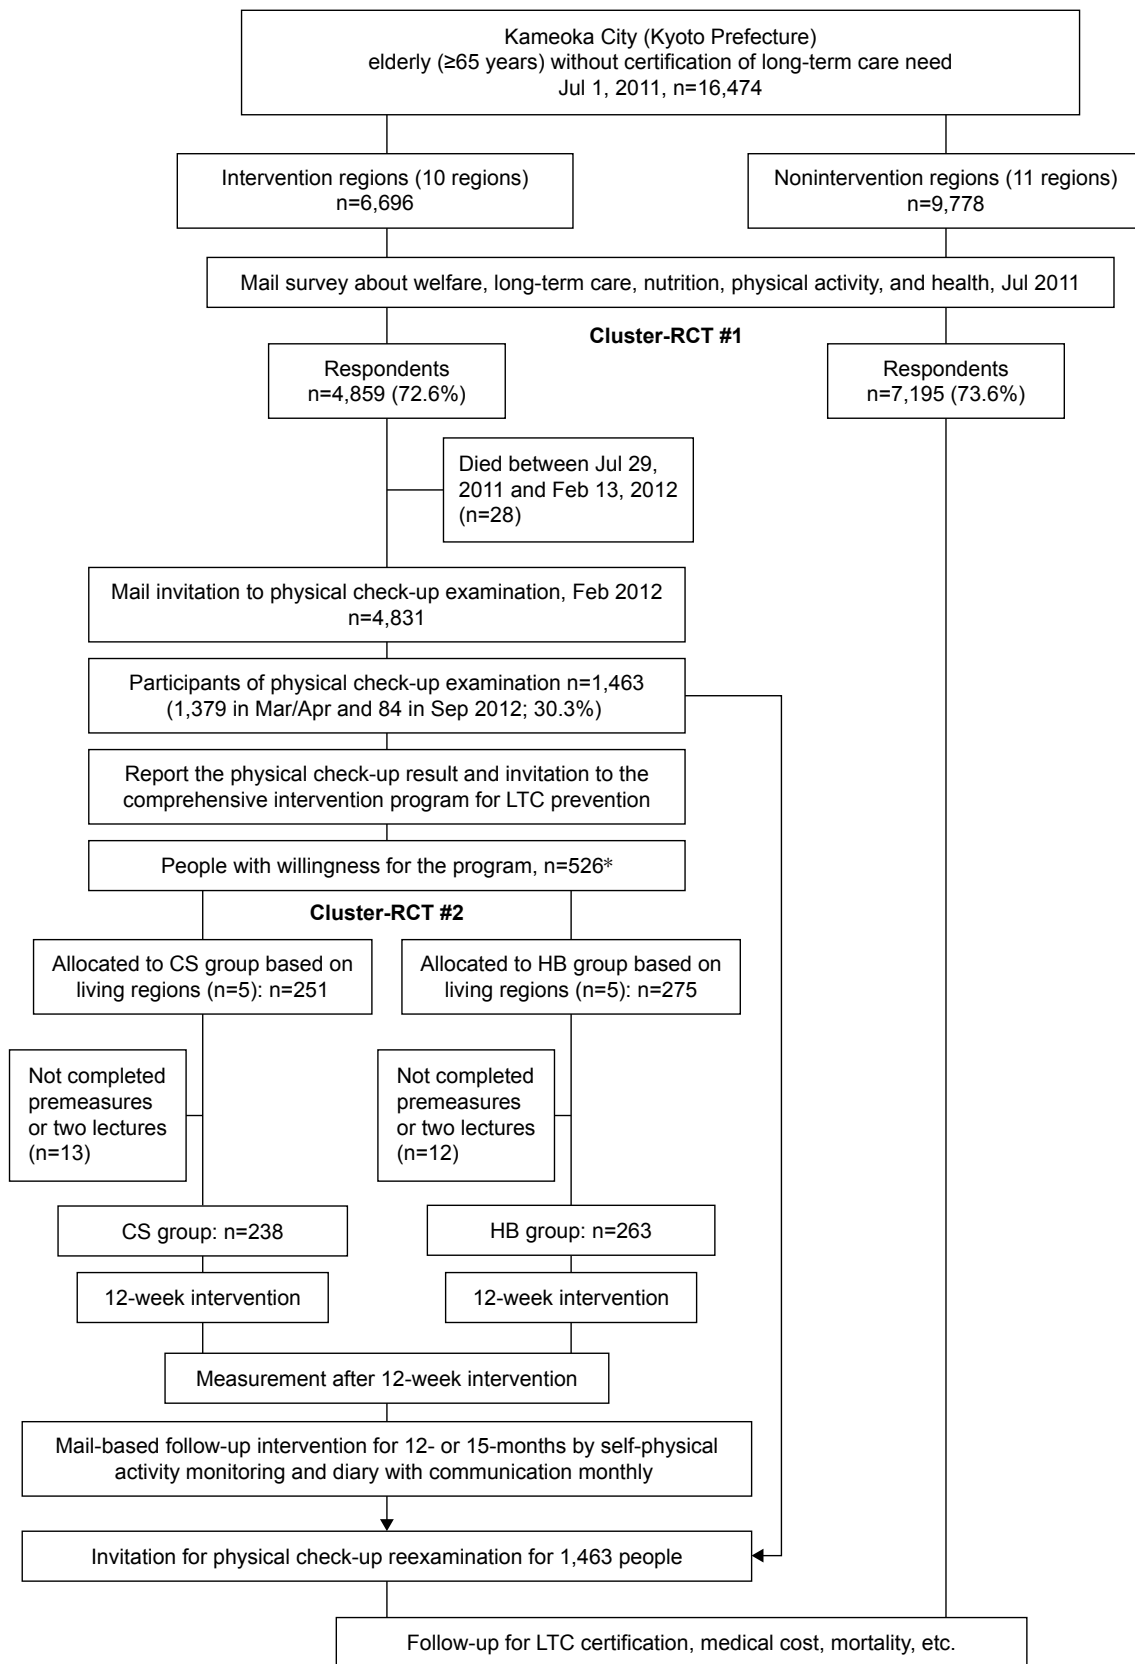 Kameoka City (Kyoto Prefecture)
elderly (≥65 years) without certification of long-term care need
Jul 1, 2011, n=16,474
Intervention regions (10 regions)
n=6,696
Nonintervention regions (11 regions)
n=9,778
Mail survey about welfare, long-term care, nutrition, physical activity, and health, Jul 2011
Cluster-RCT #1
Respondents
n=4,859 (72.6%)
Respondents
n=7,195 (73.6%)
Died between Jul 29,
2011 and Feb 13, 2012
(n=28)
Mail invitation to physical check-up examination, Feb 2012
n=4,831
Participants of physical check-up examination n=1,463
(1,379 in Mar/Apr and 84 in Sep 2012; 30.3%)
Report the physical check-up result and invitation to the
comprehensive intervention program for LTC prevention
People with willingness for the program, n=526*
Cluster-RCT #2
Allocated to CS group based on
living regions (n=5): n=251
Allocated to HB group based on
living regions (n=5): n=275
Not completed
premeasures
or two lectures
(n=13)
Not completed
premeasures
or two lectures
(n=12)
CS group: n=238
HB group: n=263
12-week intervention
12-week intervention
Measurement after 12-week intervention
Mail-based follow-up intervention for 12- or 15-months by self-physical
activity monitoring and diary with communication monthly
Invitation for physical check-up reexamination for 1,463 people
Follow-up for LTC certification, medical cost, mortality, etc.